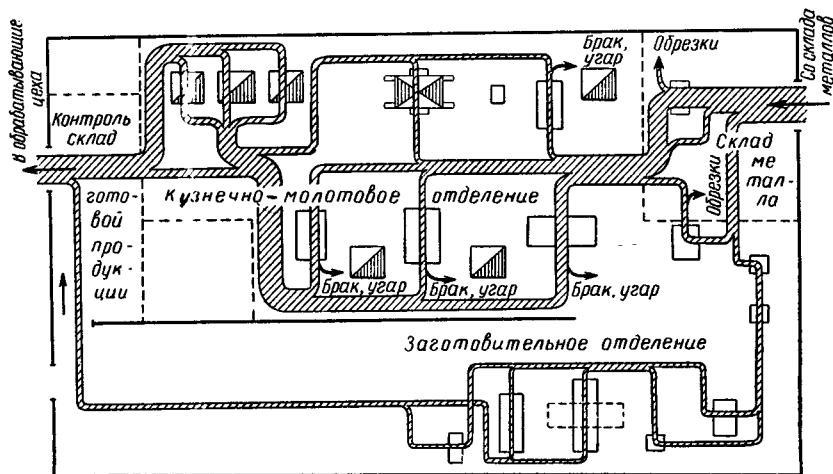 В обрабатывающие
цеха
Контроль
склад
гото-
вой
про-
дук-
ции
Кузнечно-молотовое отделение
Брак,
угар
Обрезки
Со склада
металлов
Склад
ме-
тал-
ла
Обрезки
Брак, угар
Брак, угар
Брак, угар
Заготовительное отделение